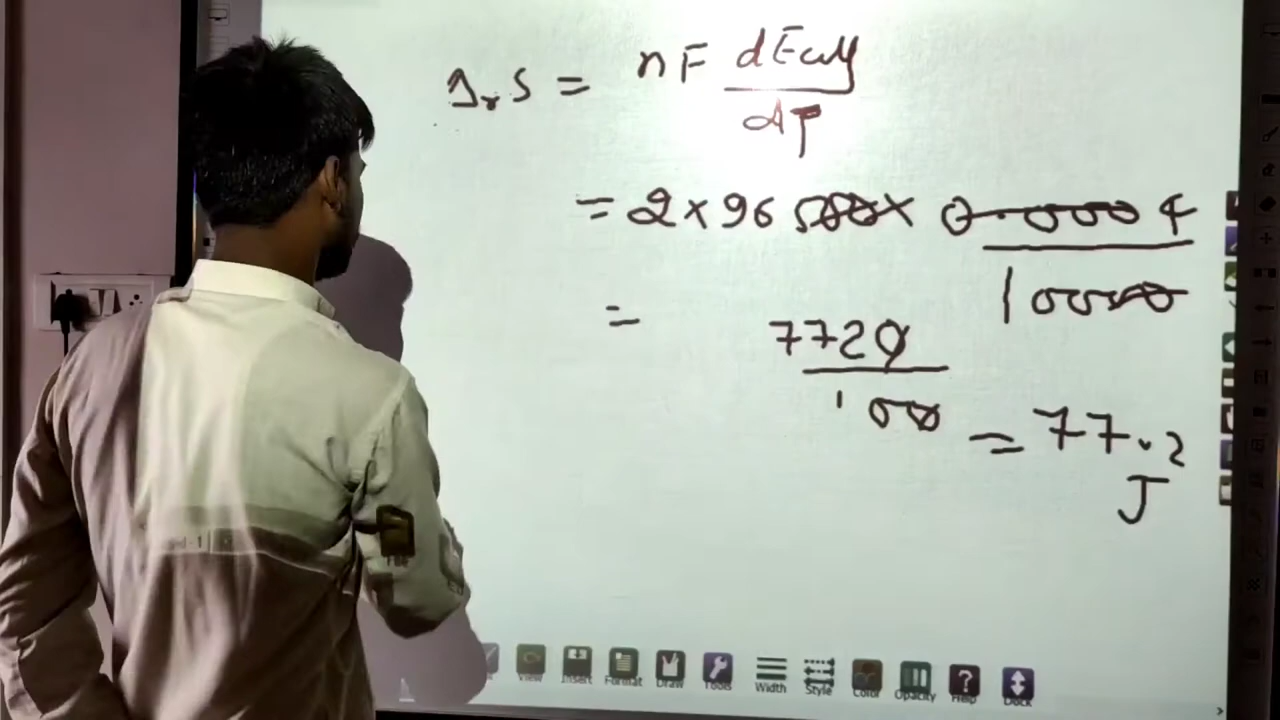 Δᵣ S = nF dEcell / dT
= 2 × 96500 × 0.0004 / 10000
= 7720 / 100 = 77.2
J
View Insert Format Draw Tools Width Style Color Opacity Help Dock